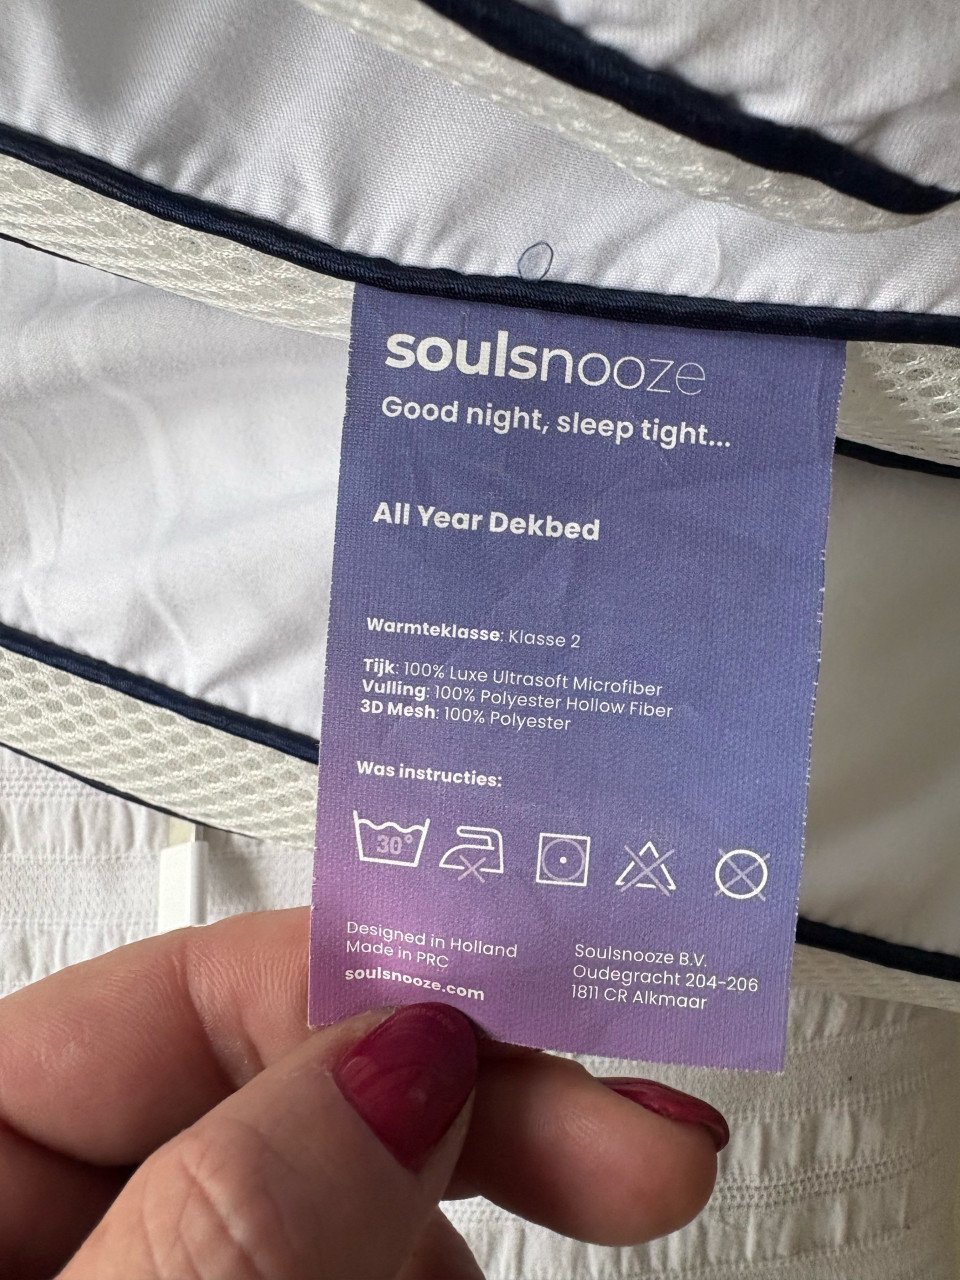 soulsnooze
Good night, sleep tight...
All Year Dekbed
Warmteklasse: Klasse 2
Tijk: 100% Luxe Ultrasoft Microfiber
Vulling: 100% Polyester Hollow Fiber
3D Mesh: 100% Polyester
Was instructies:
30°
Designed in Holland
Made in PRC
soulsnooze.com
Soulsnooze B.V.
Oudegracht 204-206
1811 CR Alkmaar